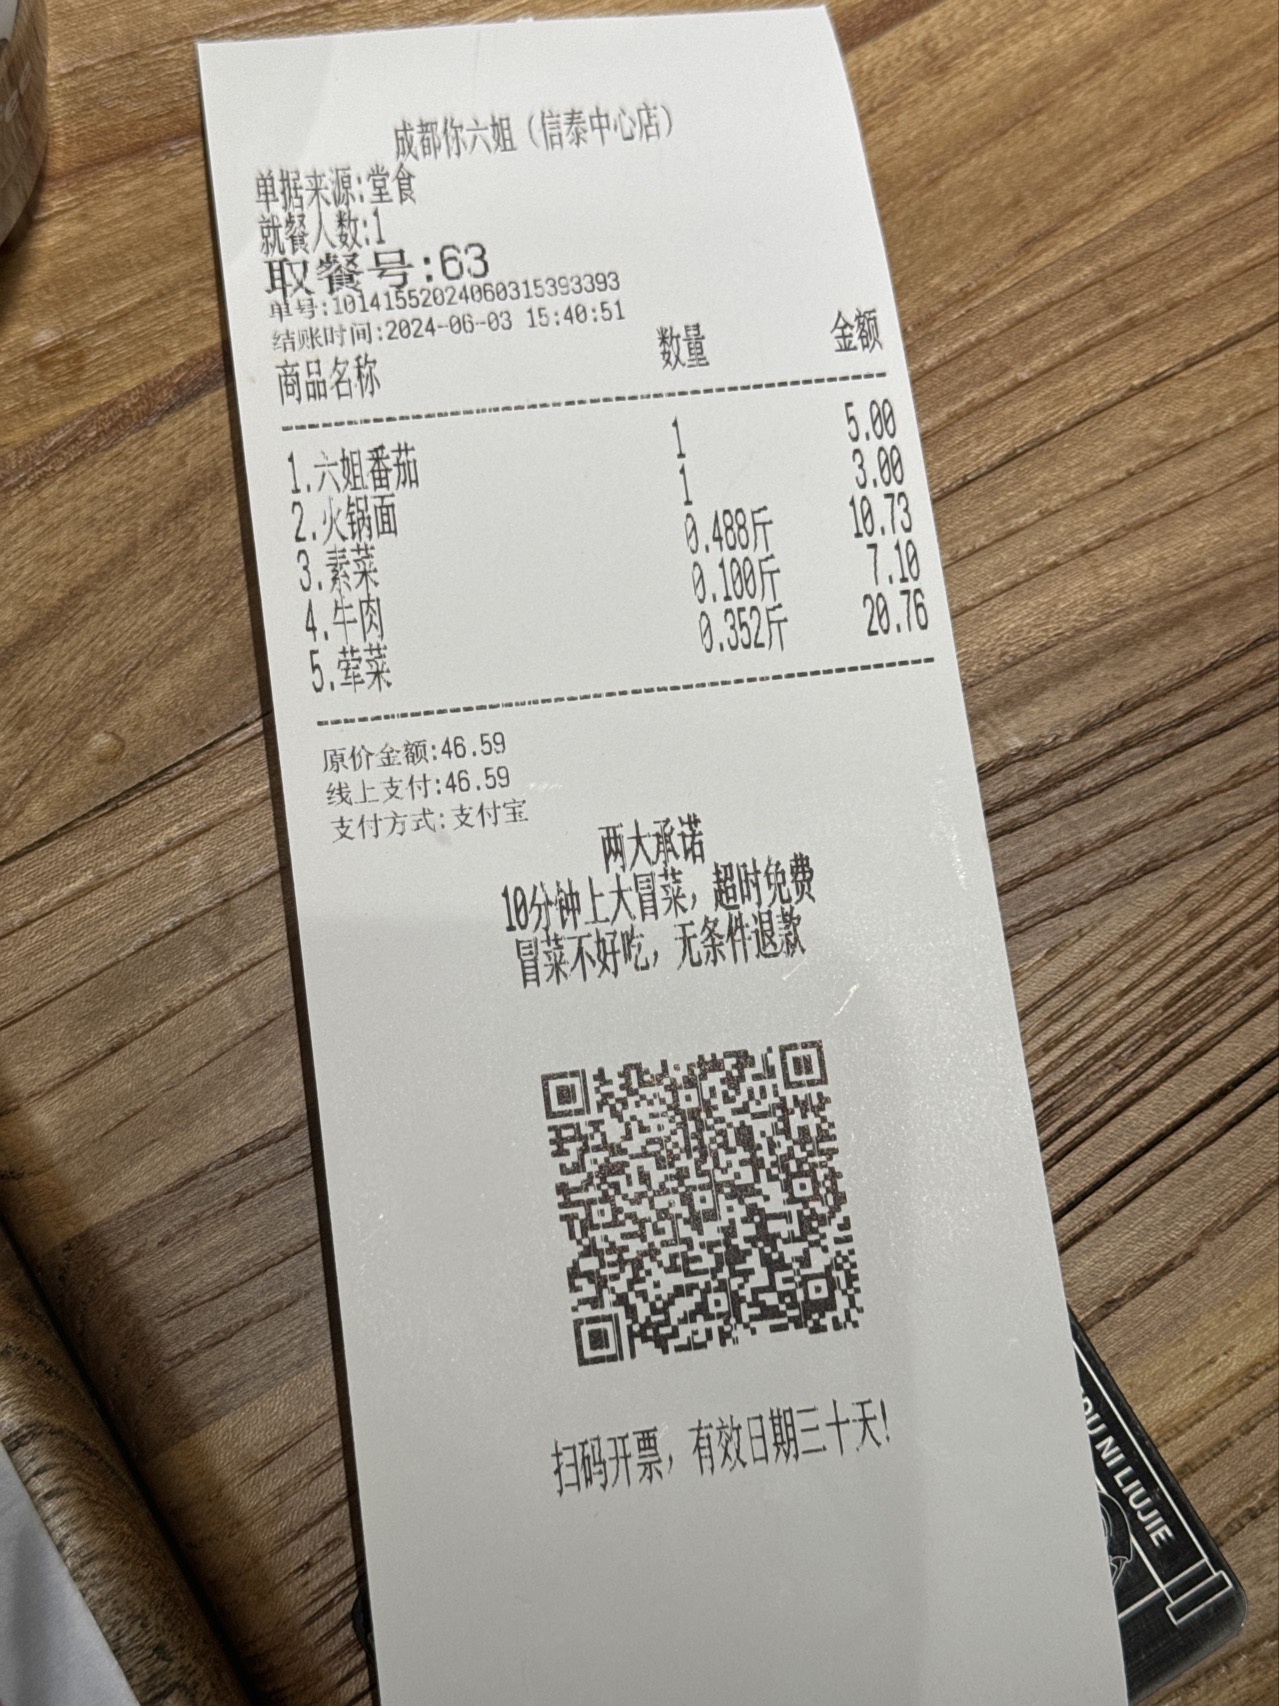 成都你六姐（信泰中心店）
单据来源:堂食
就餐人数:1
取餐号:63
单号:10141552024060315393393
结账时间:2024-06-03 15:40:51
商品名称 数量 金额
1.六姐番茄 1 5.00
2.火锅面 1 3.00
3.素菜 0.488斤 10.73
4.牛肉 0.100斤 7.10
5.荤菜 0.352斤 20.76
原价金额:46.59
线上支付:46.59
支付方式:支付宝
两大承诺
10分钟上大冒菜，超时免费
冒菜不好吃，无条件退款
扫码开票，有效日期三十天!
OU NI LIUJIE